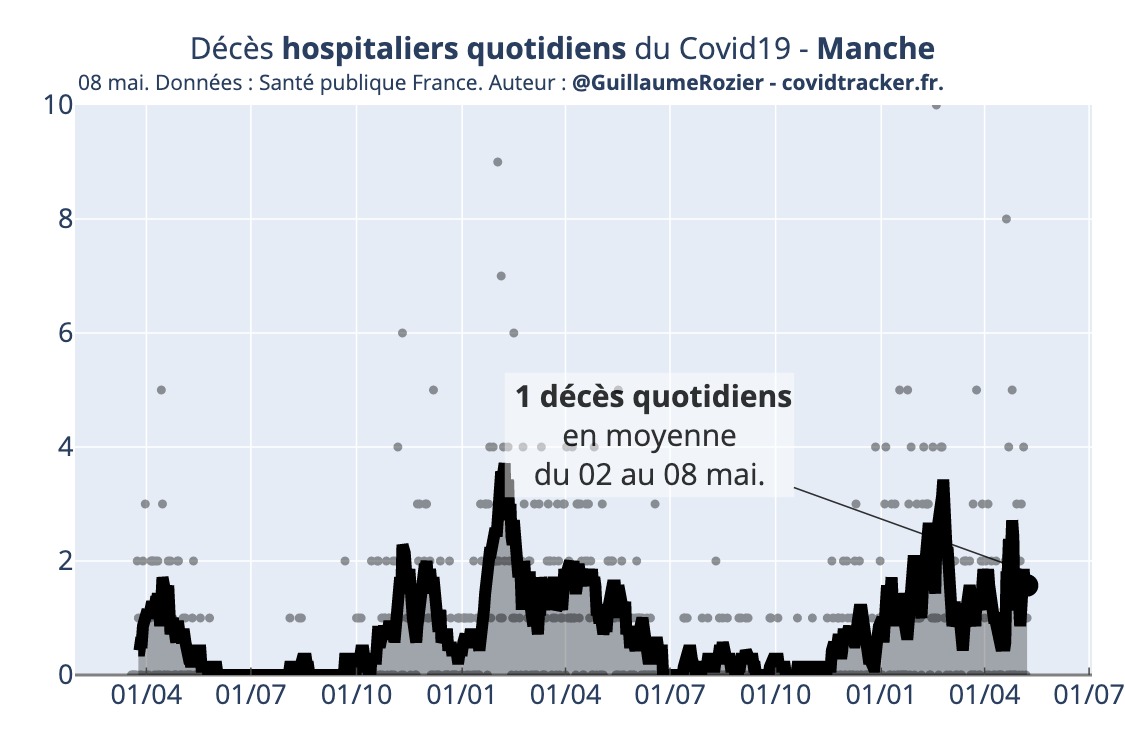 Décès hospitaliers quotidiens du Covid19 - Manche
08 mai. Données : Santé publique France. Auteur : @GuillaumeRozier - covidtracker.fr.
10
8
6
4
2
0
1 décès quotidiens
en moyenne
du 02 au 08 mai.
01/04 01/07 01/10 01/01 01/04 01/07 01/10 01/01 01/04 01/07